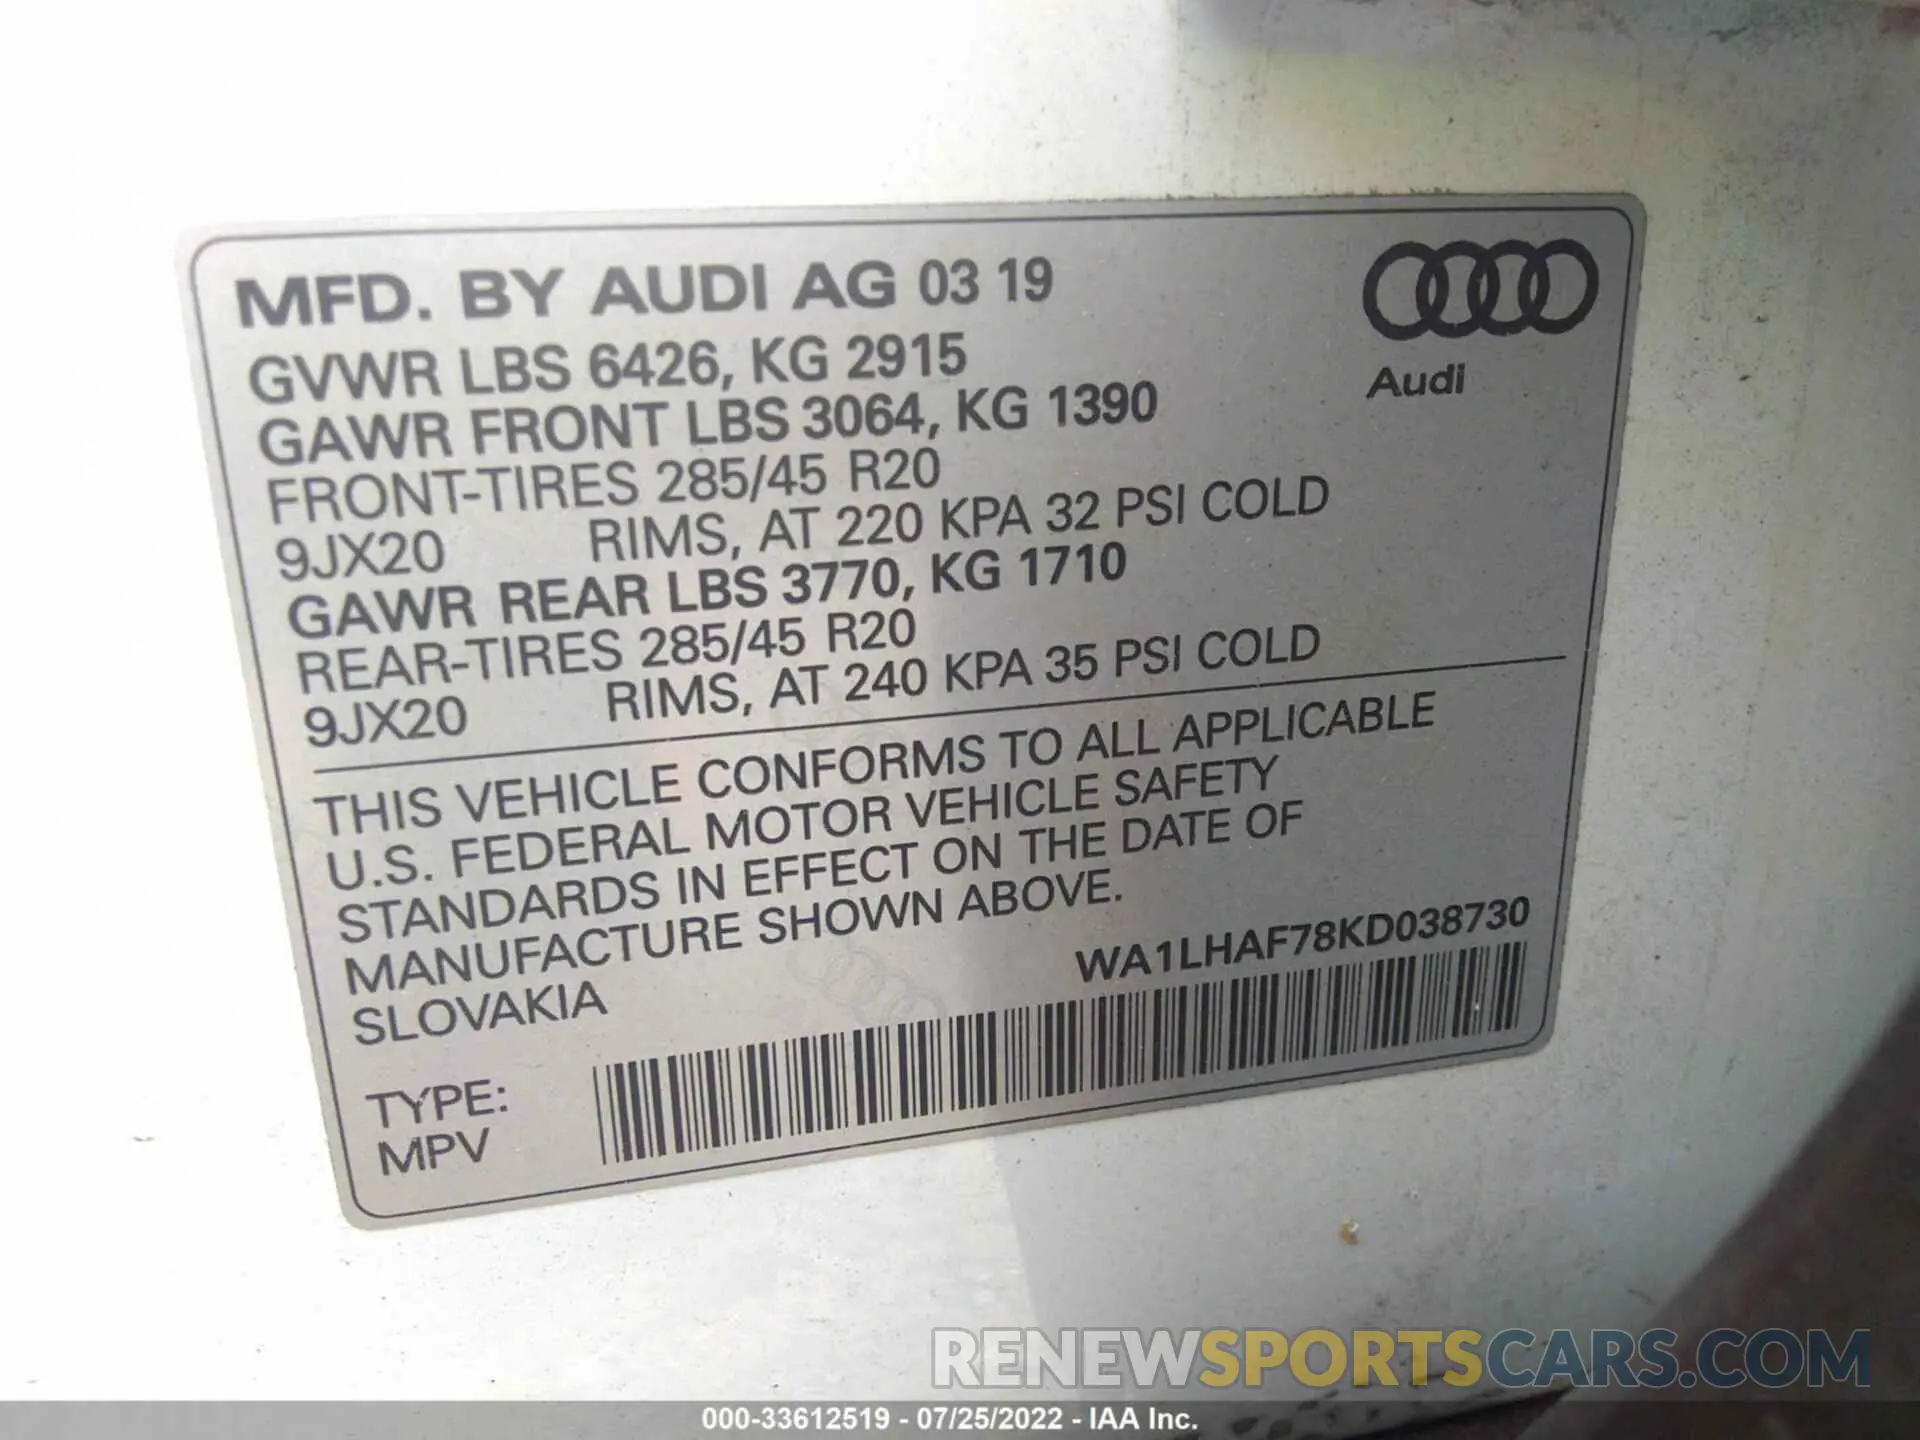 MFD. BY AUDI AG 03 19
GVWR LBS 6426, KG 2915
GAWR FRONT LBS 3064, KG 1390
FRONT-TIRES 285/45 R20
9JX20 RIMS, AT 220 KPA 32 PSI COLD
GAWR REAR LBS 3770, KG 1710
REAR-TIRES 285/45 R20
9JX20 RIMS, AT 240 KPA 35 PSI COLD
Audi
THIS VEHICLE CONFORMS TO ALL APPLICABLE
U.S. FEDERAL MOTOR VEHICLE SAFETY
STANDARDS IN EFFECT ON THE DATE OF
MANUFACTURE SHOWN ABOVE.
SLOVAKIA
WA1LHAF78KD038730
TYPE:
MPV
RENEWSPORTSCARS.COM
000-33612519 - 07/25/2022 - IAA Inc.